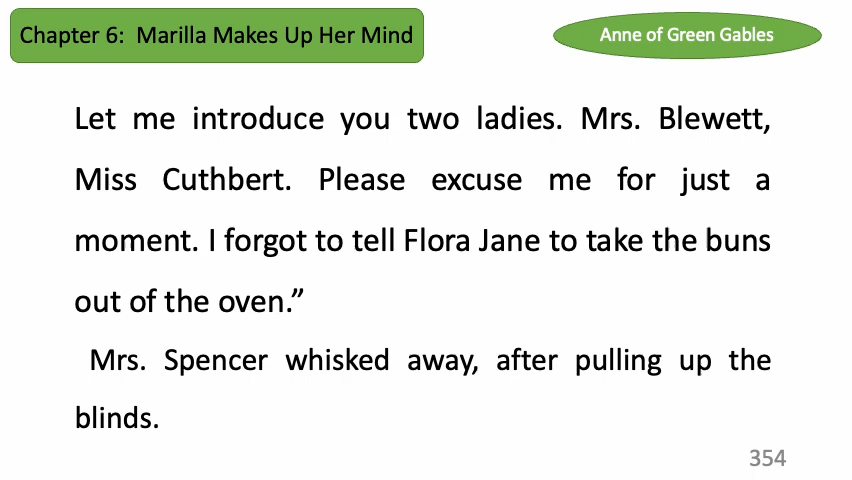 Chapter 6: Marilla Makes Up Her Mind
Anne of Green Gables
Let me introduce you two ladies. Mrs. Blewett,
Miss Cuthbert. Please excuse me for just a
moment. I forgot to tell Flora Jane to take the buns
out of the oven.”
Mrs. Spencer whisked away, after pulling up the
blinds.
354